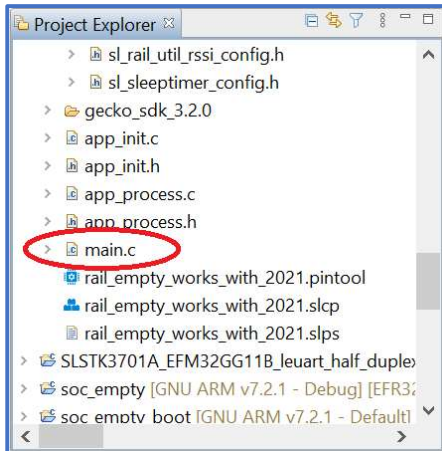 Project Explorer
sl_rail_util_rssi_config.h
sl_sleeptimer_config.h
gecko_sdk_3.2.0
app_init.c
app_init.h
app_process.c
app_process.h
main.c
rail_empty_works_with_2021.pintool
rail_empty_works_with_2021.slcp
rail_empty_works_with_2021.slps
SLSTK3701A_EFM32GG11B_leuart_half_duplex
soc_empty [GNU ARM v7.2.1 - Debug] [EFR32
soc_empty_boot [GNU ARM v7.2.1 - Default]